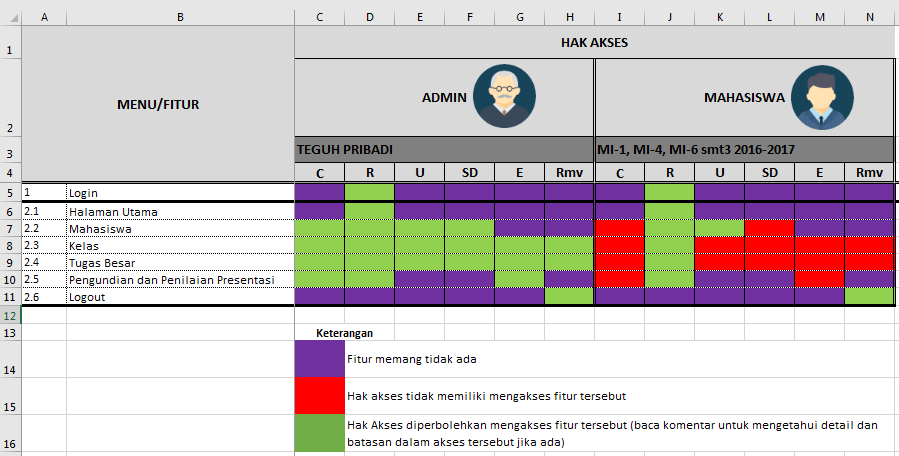 A B C D E F G H I J K L M N
1 HAK AKSES
2 MENU/FITUR ADMIN MAHASISWA
3 TEGUH PRIBADI MI-1, MI-4, MI-6 smt3 2016-2017
4 C R U SD E Rmv C R U SD E Rmv
5 1 Login
6 2.1 Halaman Utama
7 2.2 Mahasiswa
8 2.3 Kelas
9 2.4 Tugas Besar
10 2.5 Pengundian dan Penilaian Presentasi
11 2.6 Logout
12
13 Keterangan
14 Fitur memang tidak ada
15 Hak akses tidak memiliki mengakses fitur tersebut
16 Hak Akses diperbolehkan mengakses fitur tersebut (baca komentar untuk mengetahui detail dan
batasan dalam akses tersebut jika ada)